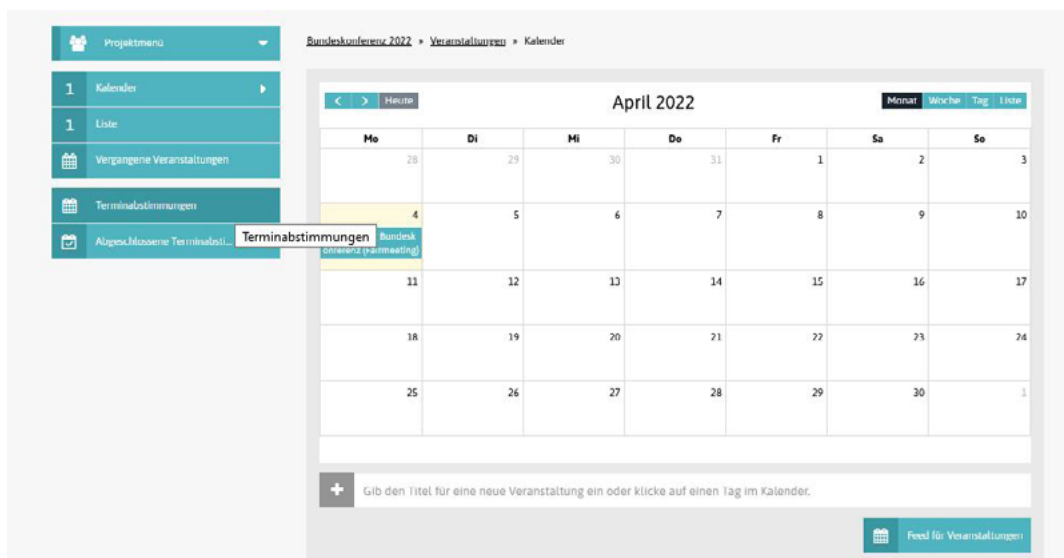 Projektmenü
Bundeskonferenz 2022 » Veranstaltungen » Kalender
1 Kalender
1 Liste
Vergangene Veranstaltungen
Terminabstimmungen
Abgeschlossene Terminabsti...
Terminabstimmungen
< > Heute
April 2022
Monat Woche Tag Liste
Mo Di Mi Do Fr Sa So
28 29 30 31 1 2 3
4 5 6 7 8 9 10
Bundesk
onferenz (Fairmeeting)
11 12 13 14 15 16 17
18 19 20 21 22 23 24
25 26 27 28 29 30 1
+ Gib den Titel für eine neue Veranstaltung ein oder klicke auf einen Tag im Kalender.
Feed für Veranstaltungen